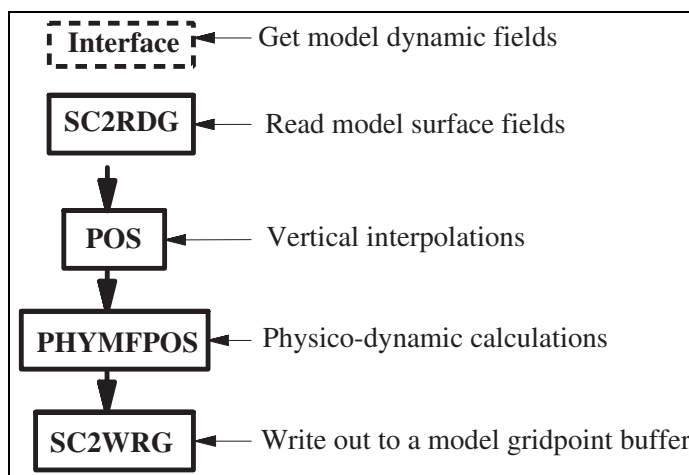 Interface Get model dynamic fields
SC2RDG Read model surface fields
POS Vertical interpolations
PHYMFPOS Physico-dynamic calculations
SC2WRG Write out to a model gridpoint buffer